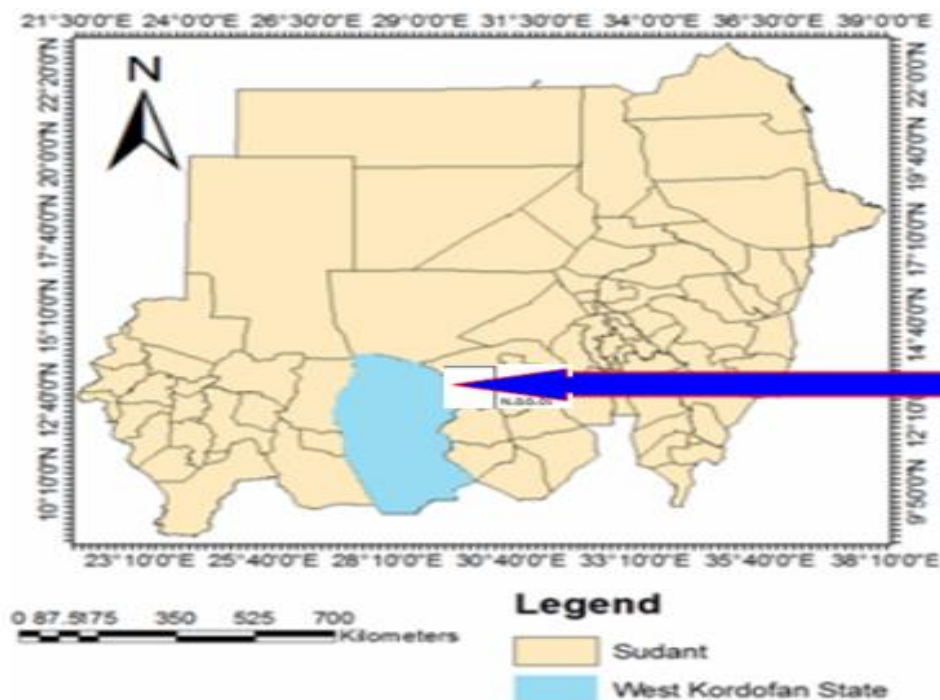 21°30'0"E 24°0'0"E 26°30'0"E 29°0'0"E 31°30'0"E 34°0'0"E 36°30'0"E 39°0'0"E
N
22°20'0"N
20°0'0"N
17°40'0"N
15°10'0"N
12°40'0"N
10°10'0"N
22°0'0"N
19°40'0"N
17°10'0"N
14°40'0"N
12°10'0"N
9°50'0"N
23°10'0"E 25°40'0"E 28°10'0"E 30°40'0"E 33°10'0"E 35°40'0"E 38°10'0"E
0 87.5175 350 525 700
Kilometers
Legend
Sudant
West Kordofan State